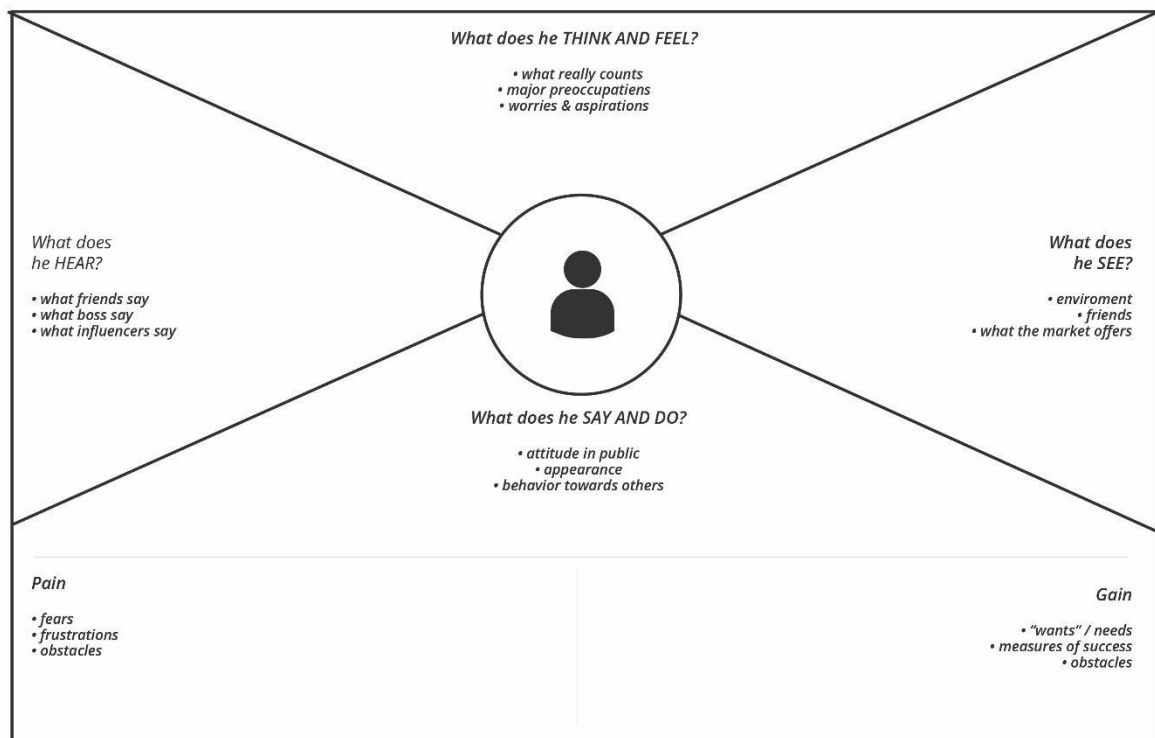 What does he THINK AND FEEL?
• what really counts
• major preoccupatiens
• worries & aspirations
What does
he HEAR?
• what friends say
• what boss say
• what influencers say
What does
he SEE?
• enviroment
• friends
• what the market offers
What does he SAY AND DO?
• attitude in public
• appearance
• behavior towards others
Pain
• fears
• frustrations
• obstacles
Gain
• “wants” / needs
• measures of success
• obstacles